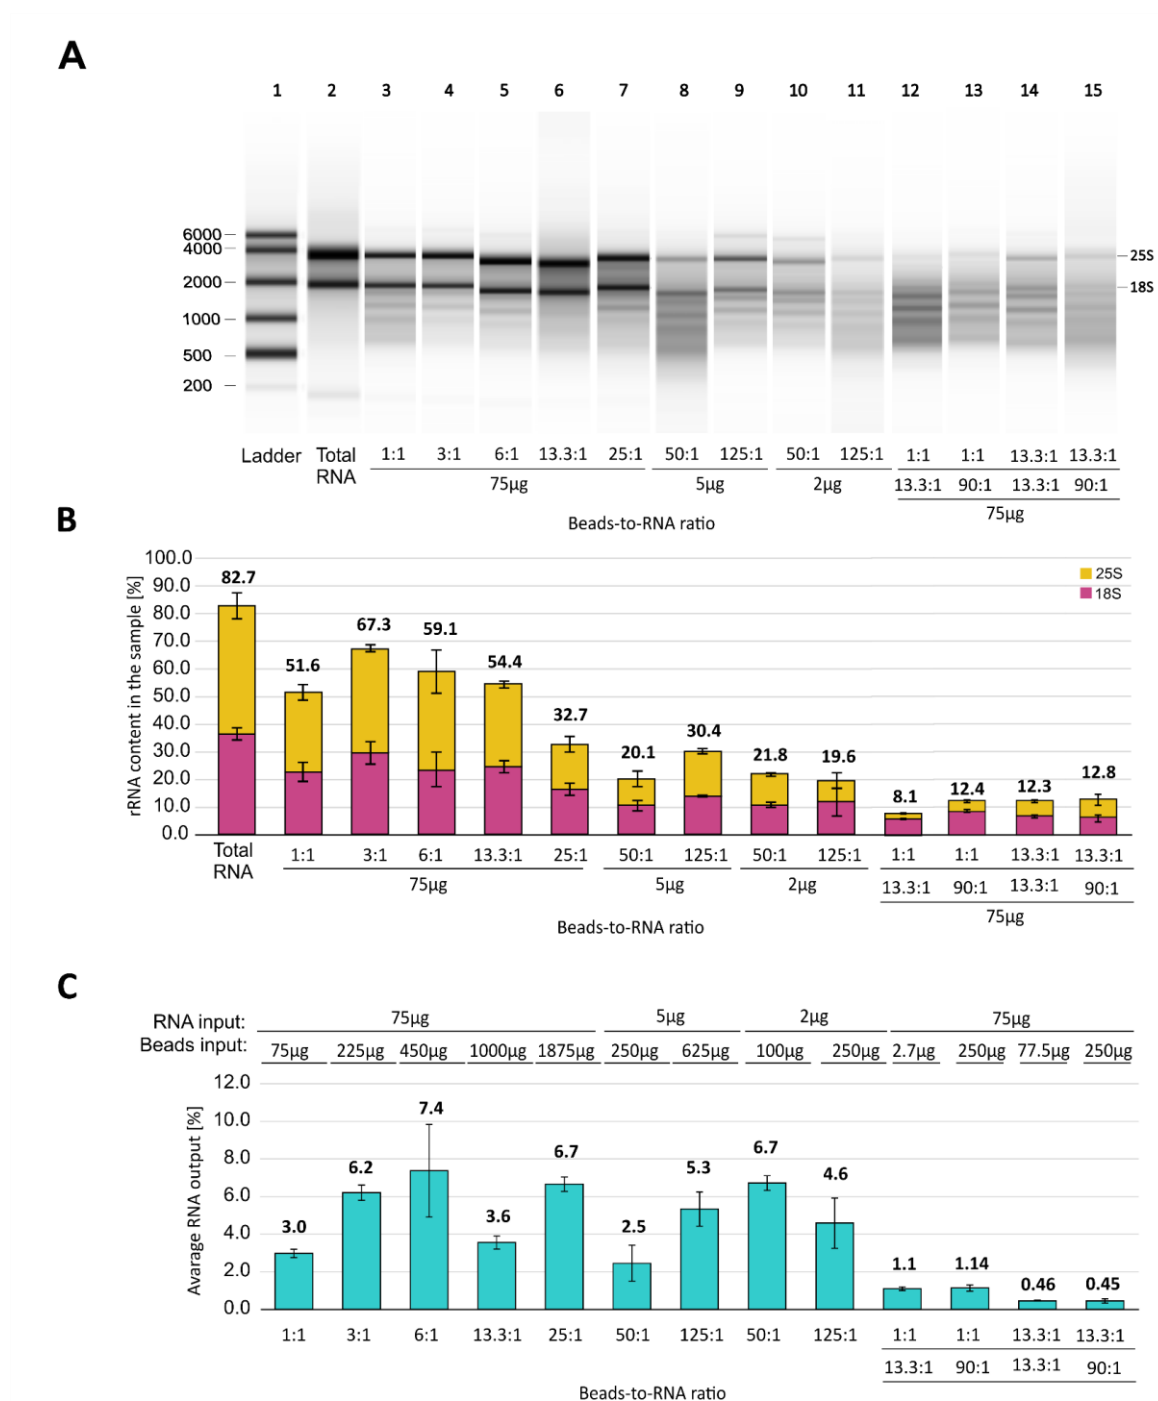 A
1 2 3 4 5 6 7 8 9 10 11 12 13 14 15
6000
4000
2000
1000
500
200
25S
18S
Ladder Total RNA 1:1 3:1 6:1 13.3:1 25:1 50:1 125:1 50:1 125:1 1:1 1:1 13.3:1 13.3:1
75µg 5µg 2µg 13.3:1 90:1 13.3:1 90:1
75µg
Beads-to-RNA ratio
B
rRNA content in the sample [%]
100.0
90.0
80.0
70.0
60.0
50.0
40.0
30.0
20.0
10.0
0.0
82.7 51.6 67.3 59.1 54.4 32.7 20.1 30.4 21.8 19.6 8.1 12.4 12.3 12.8
25S
18S
Total RNA 1:1 3:1 6:1 13.3:1 25:1 50:1 125:1 50:1 125:1 1:1 1:1 13.3:1 13.3:1
75µg 5µg 2µg 13.3:1 90:1 13.3:1 90:1
75µg
Beads-to-RNA ratio
C
RNA input: 75µg 5µg 2µg 75µg
Beads input: 75µg 225µg 450µg 1000µg 1875µg 250µg 625µg 100µg 250µg 2.7µg 250µg 77.5µg 250µg
Avarage RNA output [%]
12.0
10.0
8.0
6.0
4.0
2.0
0.0
3.0 6.2 7.4 3.6 6.7 2.5 5.3 6.7 4.6 1.1 1.14 0.46 0.45
1:1 3:1 6:1 13.3:1 25:1 50:1 125:1 50:1 125:1 1:1 1:1 13.3:1 13.3:1
13.3:1 90:1 13.3:1 90:1
Beads-to-RNA ratio